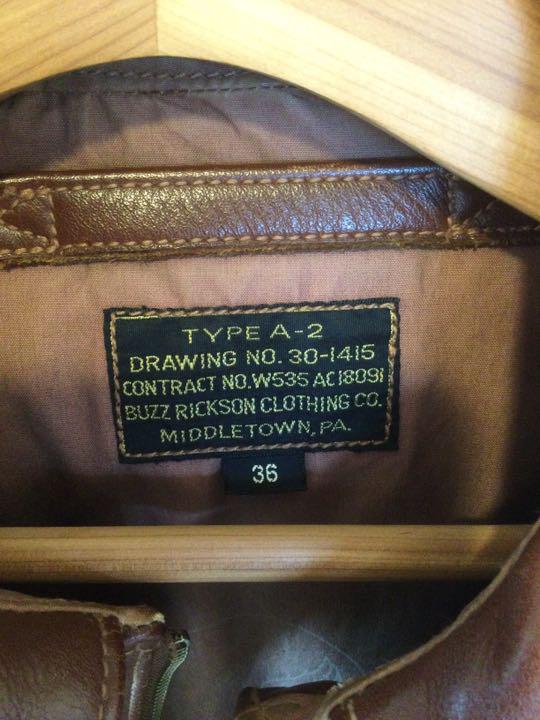 TYPE A-2
DRAWING NO. 30-1415
CONTRACT NO. W535 AC18091
BUZZ RICKSON CLOTHING CO.
MIDDLETOWN, PA.
36